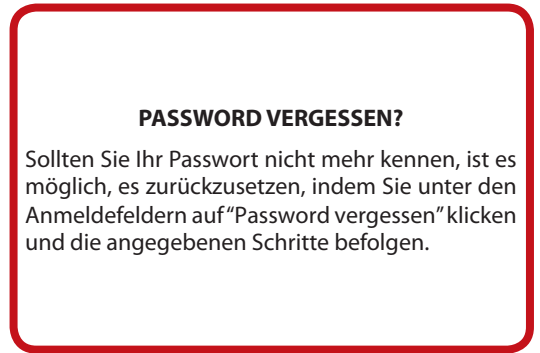 PASSWORD VERGESSEN?
Sollten Sie Ihr Passwort nicht mehr kennen, ist es
möglich, es zurückzusetzen, indem Sie unter den
Anmeldefeldern auf “Password vergessen” klicken
und die angegebenen Schritte befolgen.